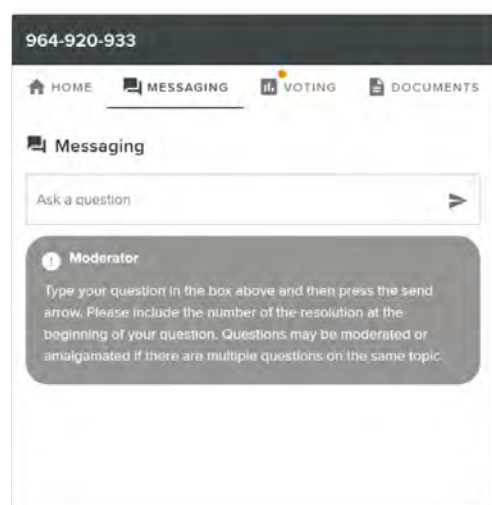 964-920-933
HOME MESSAGING VOTING DOCUMENTS
Messaging
Ask a question
Moderator
Type your question in the box above and then press the send
arrow. Please include the number of the resolution at the
beginning of your question. Questions may be moderated or
amalgamated if there are multiple questions on the same topic.